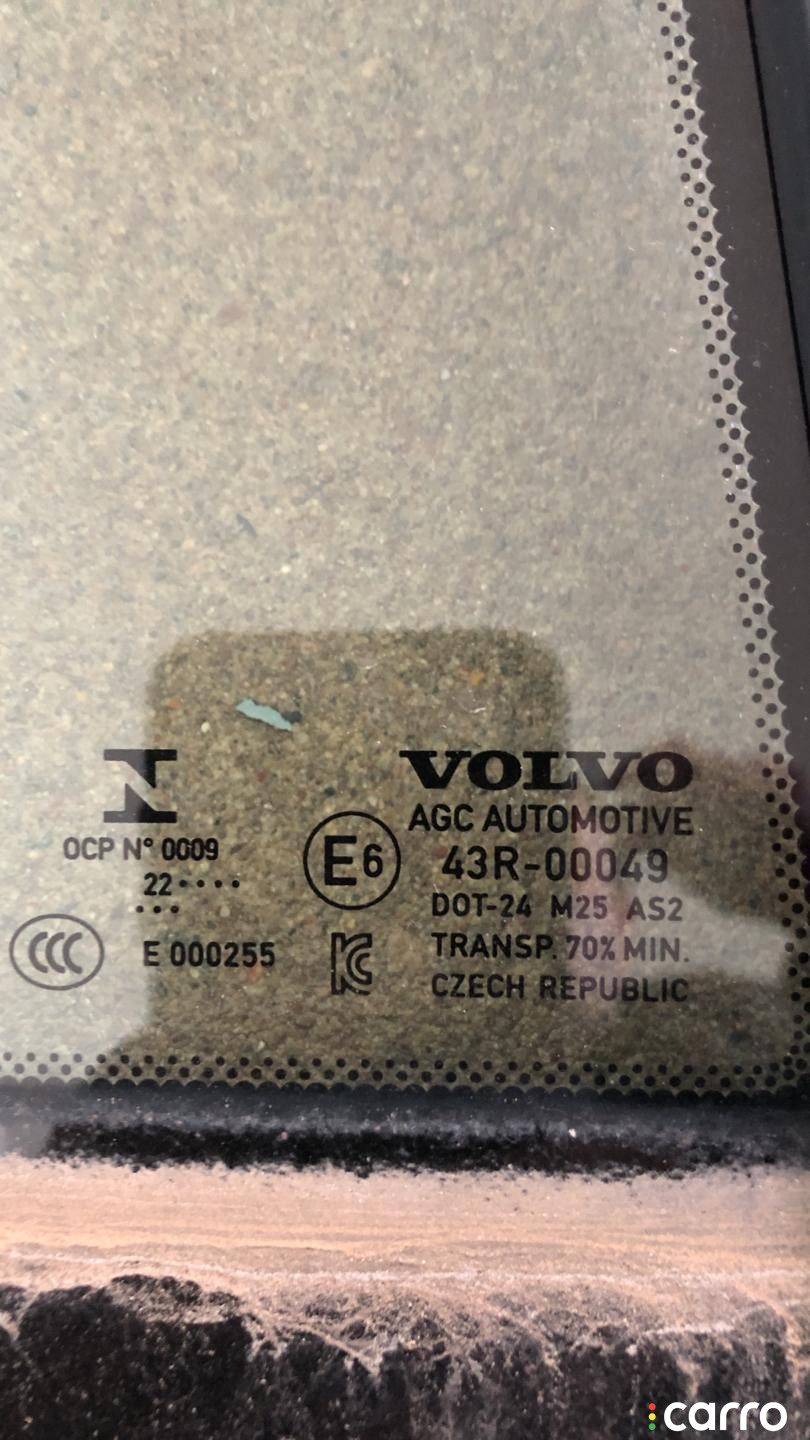 VOLVO
AGC AUTOMOTIVE
OCP N° 0009
E6
43R-00049
22····
···
DOT-24 M25 AS2
CCC
E 000255
KC
TRANSP. 70% MIN.
CZECH REPUBLIC
carro